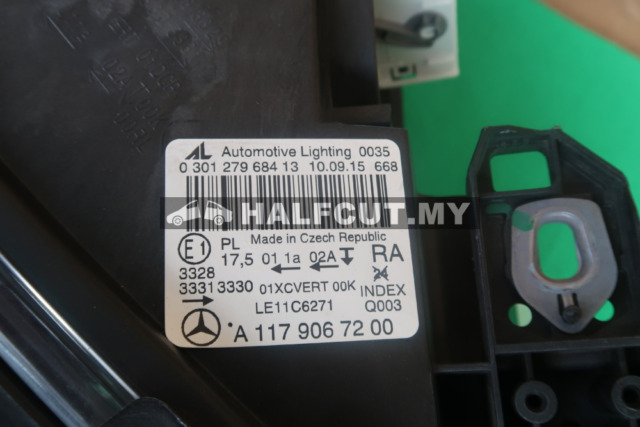 AL Automotive Lighting 0035
0 301 279 684 13 10.09.15 668
HALFCUT.MY
E1 PL Made in Czech Republic
17,5 01 1a 02A RA
3328
3331 3330 01XCVERT 00K INDEX
LE11C6271 Q003
A 117 906 72 00